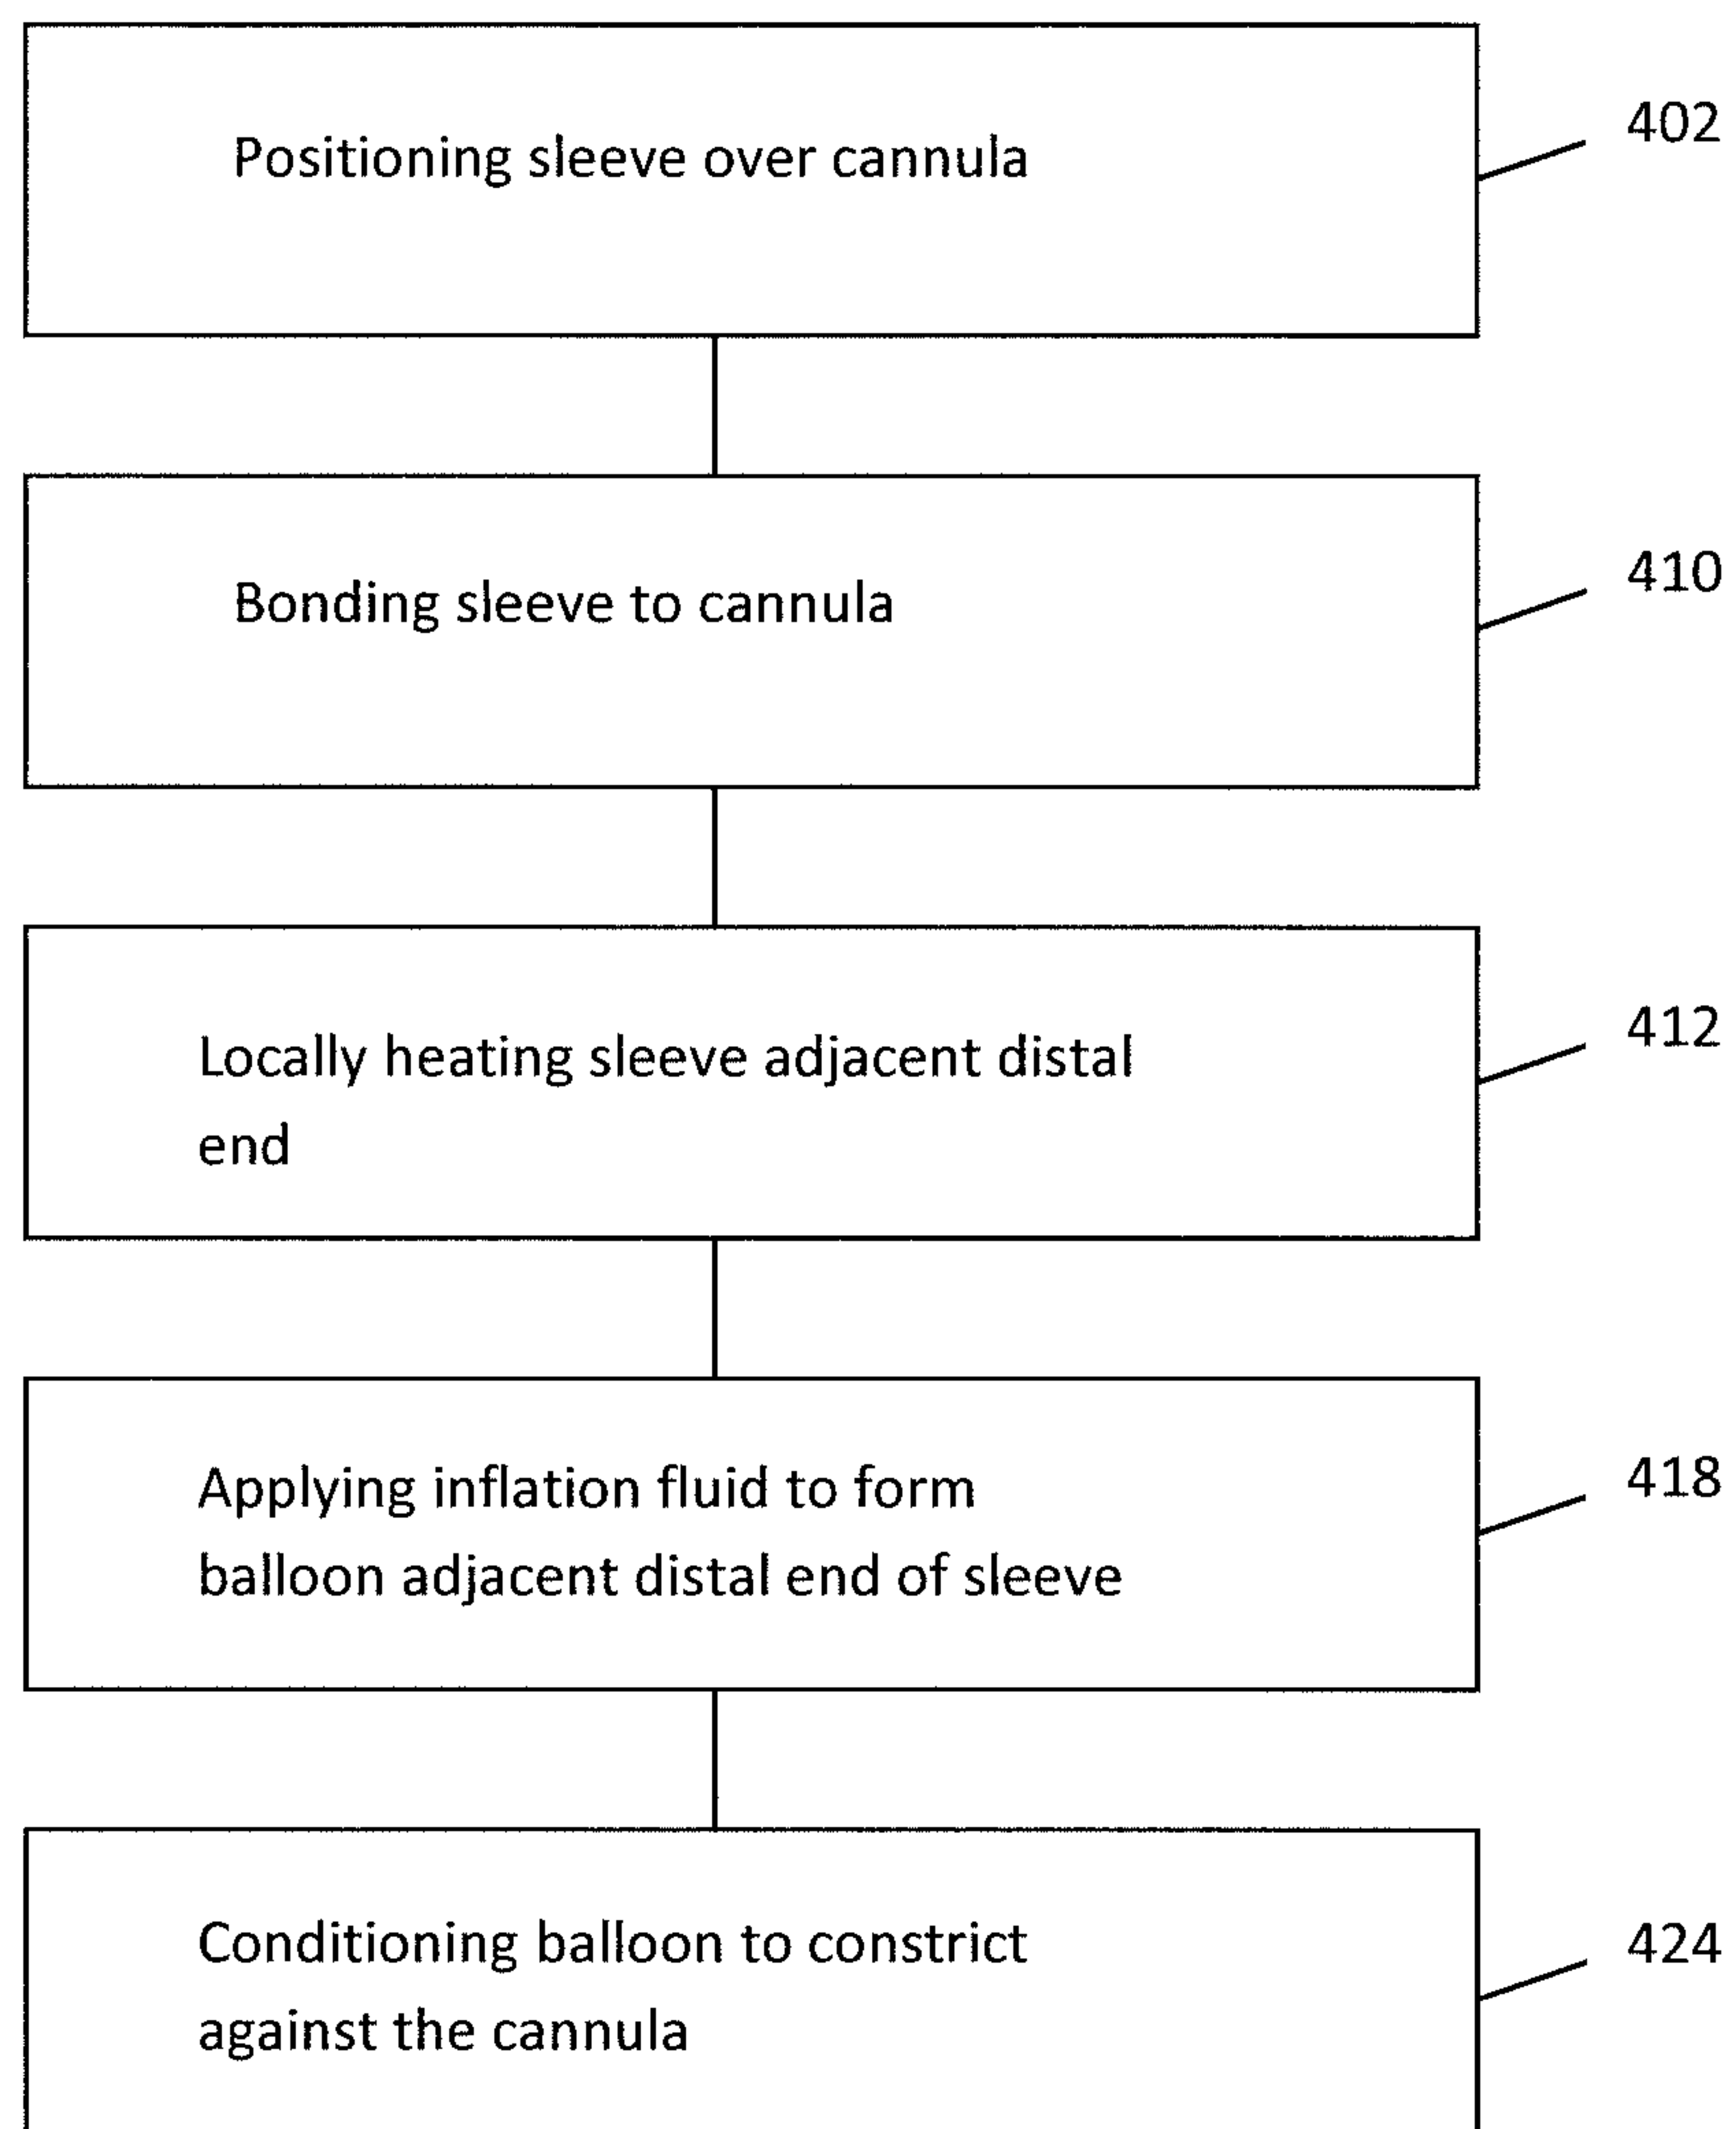 Positioning sleeve over cannula
402
Bonding sleeve to cannula
410
Locally heating sleeve adjacent distal
end
412
Applying inflation fluid to form
balloon adjacent distal end of sleeve
418
Conditioning balloon to constrict
against the cannula
424